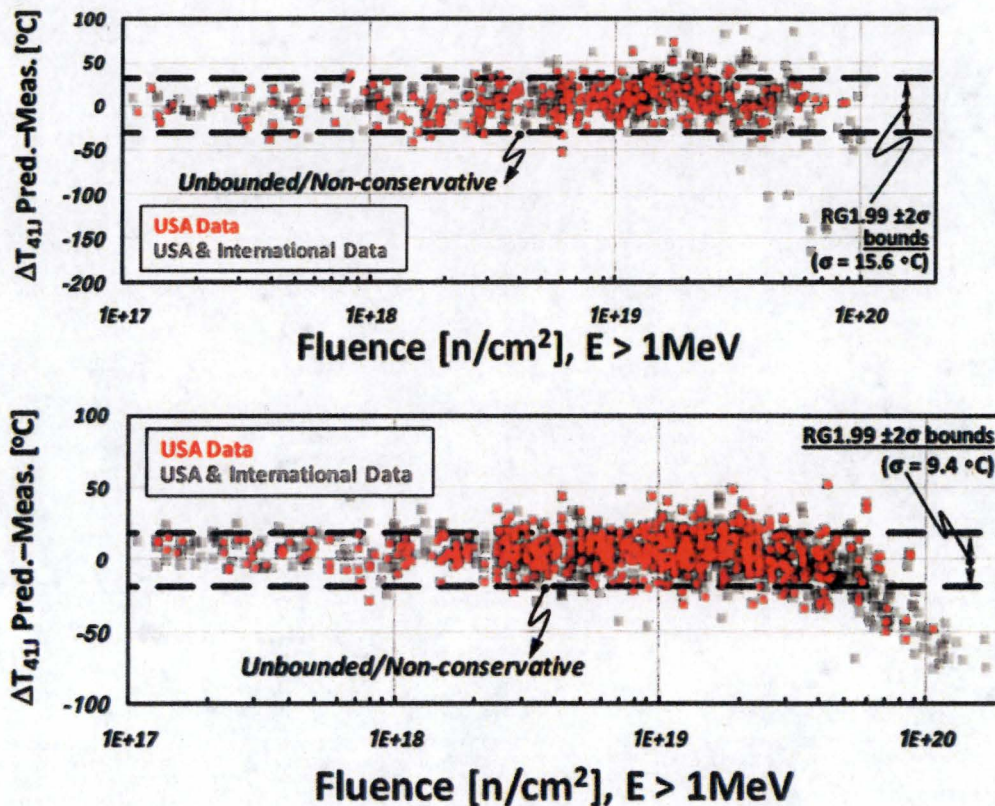 ΔT41J Pred.–Meas. [°C]
100
50
0
-50
-100
-150
-200
Unbounded/Non-conservative
USA Data
USA & International Data
RG1.99 ±2σ
bounds
(σ = 15.6 °C)
1E+17
1E+18
1E+19
1E+20
Fluence [n/cm²], E > 1MeV
ΔT41J Pred.–Meas. [°C]
100
50
0
-50
-100
USA Data
USA & International Data
RG1.99 ±2σ bounds
(σ = 9.4 °C)
Unbounded/Non-conservative
1E+17
1E+18
1E+19
1E+20
Fluence [n/cm²], E > 1MeV